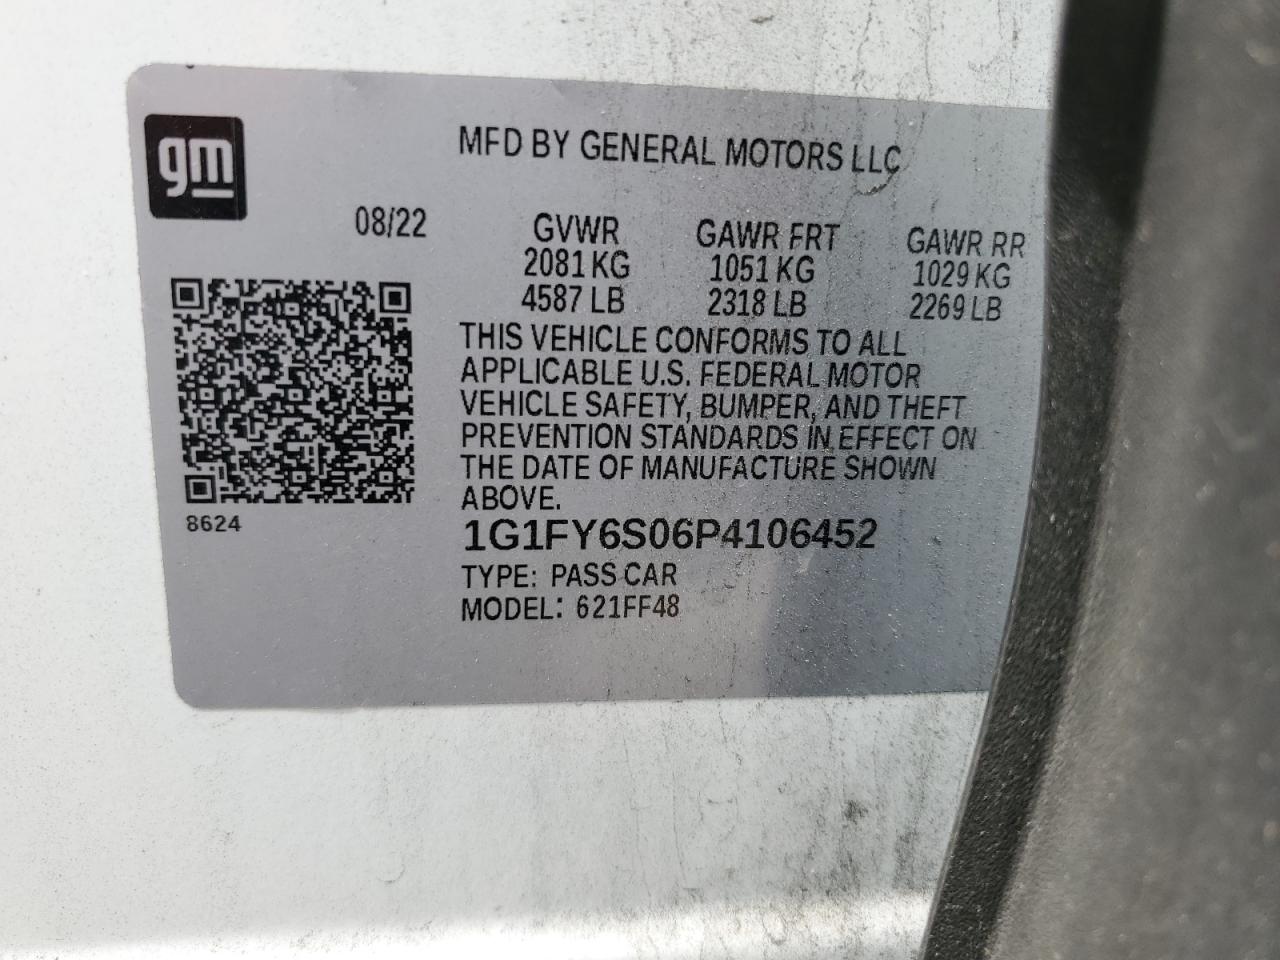 gm
MFD BY GENERAL MOTORS LLC
08/22
GVWR GAWR FRT GAWR RR
2081 KG 1051 KG 1029 KG
4587 LB 2318 LB 2269 LB
THIS VEHICLE CONFORMS TO ALL
APPLICABLE U.S. FEDERAL MOTOR
VEHICLE SAFETY, BUMPER, AND THEFT
PREVENTION STANDARDS IN EFFECT ON
THE DATE OF MANUFACTURE SHOWN
ABOVE.
8624
1G1FY6S06P4106452
TYPE: PASS CAR
MODEL: 621FF48